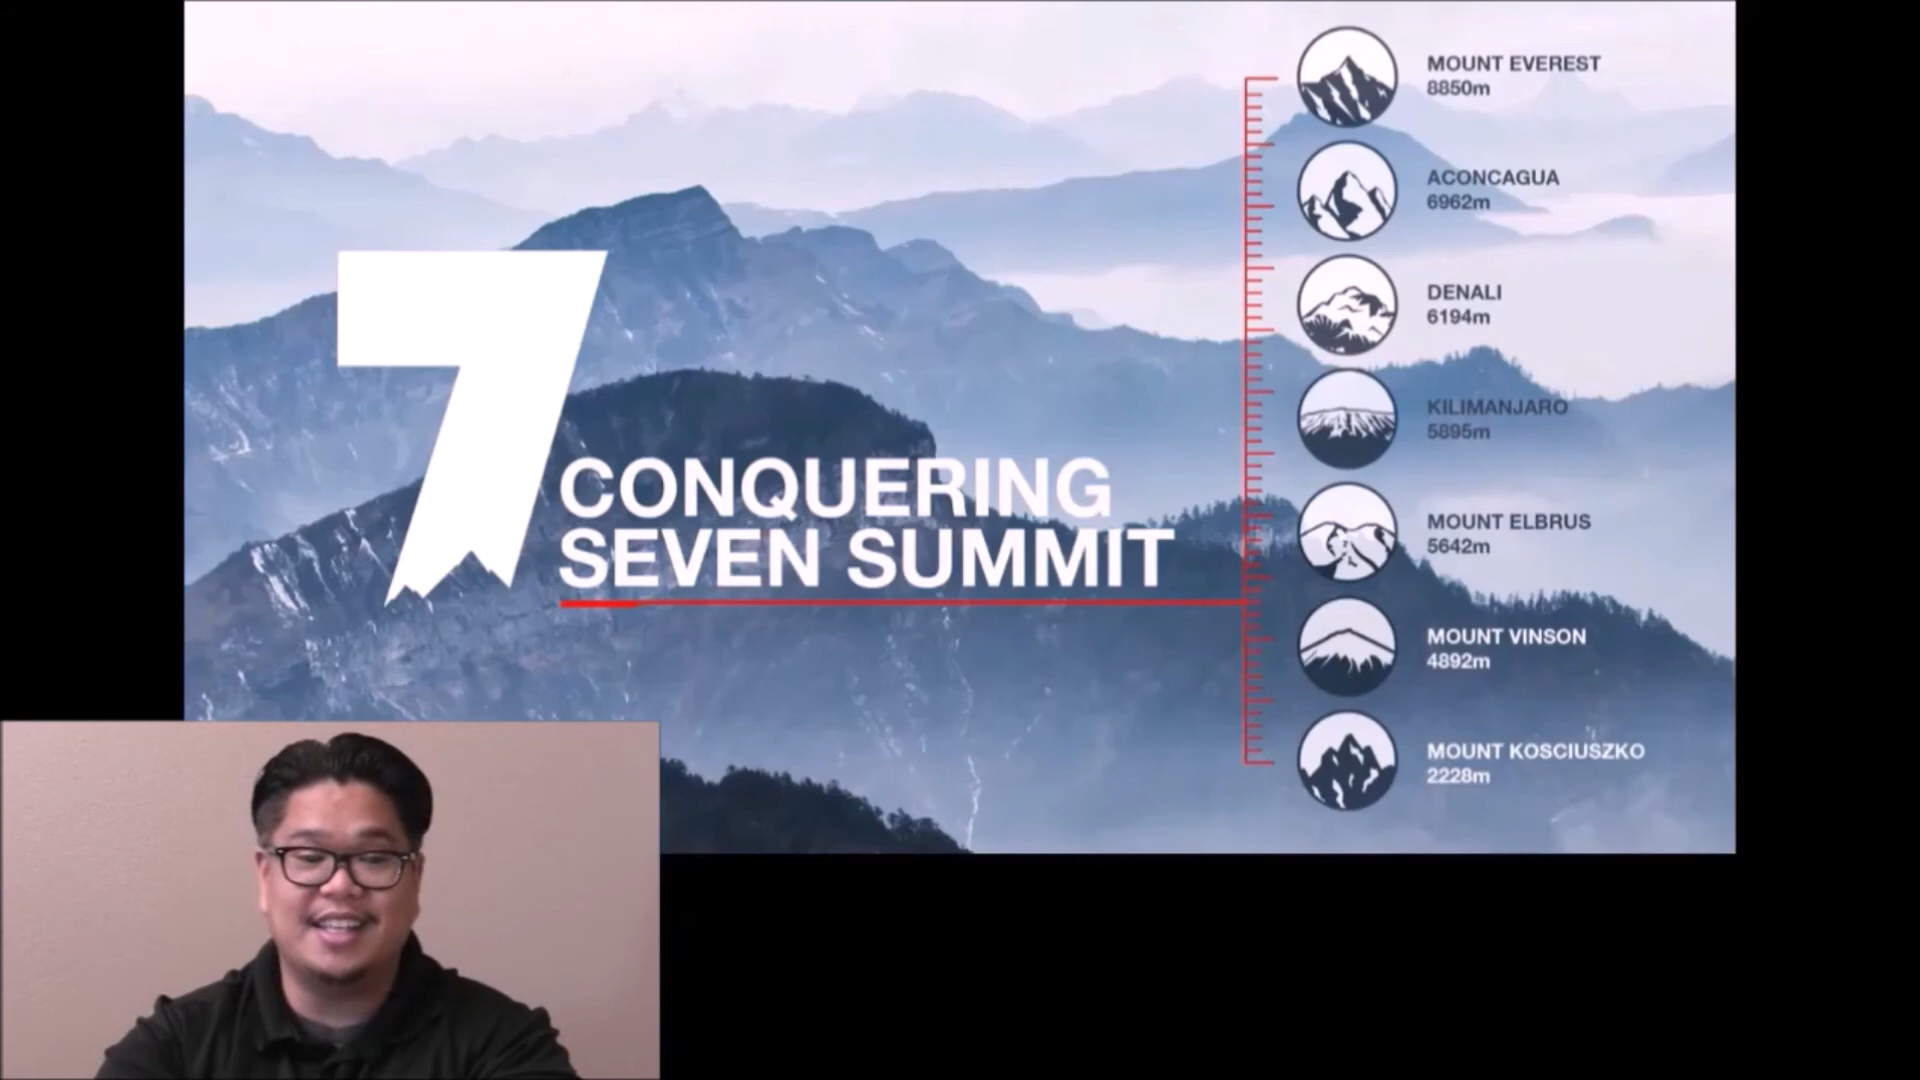 7
CONQUERING
SEVEN SUMMIT
MOUNT EVEREST
8850m
ACONCAGUA
6962m
DENALI
6194m
KILIMANJARO
5895m
MOUNT ELBRUS
5642m
MOUNT VINSON
4892m
MOUNT KOSCIUSZKO
2228m